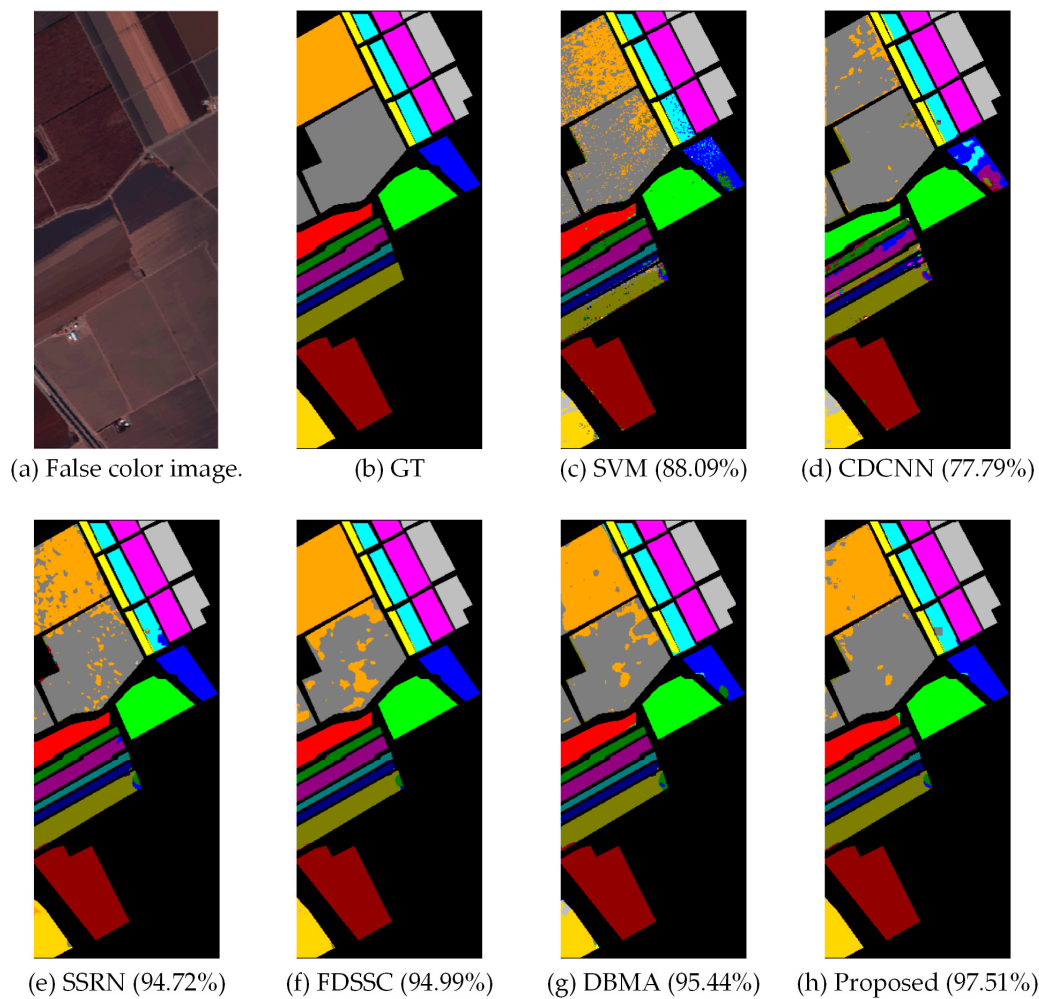 (a) False color image.
(b) GT
(c) SVM (88.09%)
(d) CDCNN (77.79%)
(e) SSRN (94.72%)
(f) FDSSC (94.99%)
(g) DBMA (95.44%)
(h) Proposed (97.51%)